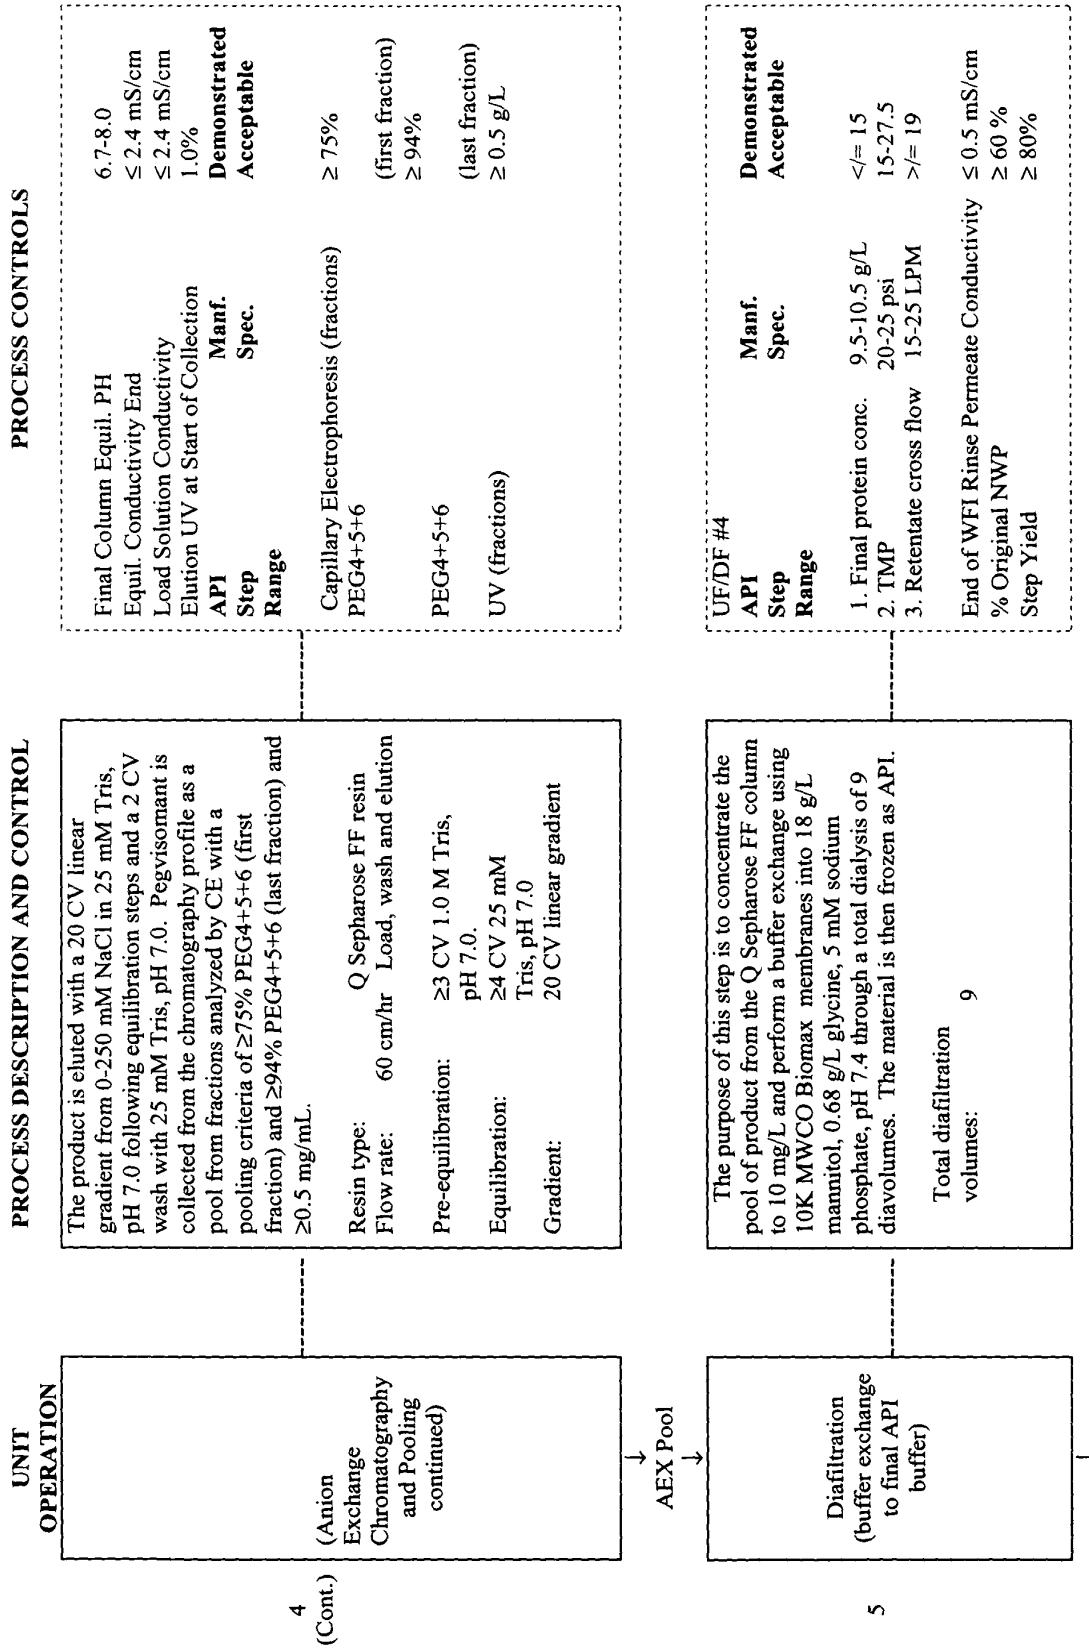 UNIT
OPERATION
PROCESS DESCRIPTION AND CONTROL
PROCESS CONTROLS
4
(Cont.)
(Anion
Exchange
Chromatography
and Pooling
continued)
The product is eluted with a 20 CV linear
gradient from 0-250 mM NaCl in 25 mM Tris,
pH 7.0 following equilibration steps and a 2 CV
wash with 25 mM Tris, pH 7.0. Pegvisomant is
collected from the chromatography profile as a
pool from fractions analyzed by CE with a
pooling criteria of ≥75% PEG4+5+6 (first
fraction) and ≥94% PEG4+5+6 (last fraction) and
≥0.5 mg/mL.
Resin type: Q Sepharose FF resin
Flow rate: 60 cm/hr Load, wash and elution
Pre-equilibration: ≥3 CV 1.0 M Tris,
pH 7.0.
Equilibration: ≥4 CV 25 mM
Tris, pH 7.0
Gradient: 20 CV linear gradient
Final Column Equil. PH 6.7-8.0
Equil. Conductivity End ≤ 2.4 mS/cm
Load Solution Conductivity ≤ 2.4 mS/cm
Elution UV at Start of Collection 1.0%
API Manf. Demonstrated
Step Spec. Acceptable
Range
Capillary Electrophoresis (fractions)
PEG4+5+6 ≥ 75%
(first fraction)
PEG4+5+6 ≥ 94%
(last fraction)
UV (fractions) ≥ 0.5 g/L
↓
AEX Pool
↓
5
Diafiltration
(buffer exchange
to final API
buffer)
The purpose of this step is to concentrate the
pool of product from the Q Sepharose FF column
to 10 mg/L and perform a buffer exchange using
10K MWCO Biomax membranes into 18 g/L
mannitol, 0.68 g/L glycine, 5 mM sodium
phosphate, pH 7.4 through a total dialysis of 9
diavolumes. The material is then frozen as API.
Total diafiltration
volumes: 9
UF/DF #4
API Manf. Demonstrated
Step Spec. Acceptable
Range
1. Final protein conc. 9.5-10.5 g/L </= 15
2. TMP 20-25 psi 15-27.5
3. Retentate cross flow 15-25 LPM >/= 19
End of WFI Rinse Permeate Conductivity ≤ 0.5 mS/cm
% Original NWP ≥ 60 %
Step Yield ≥ 80%